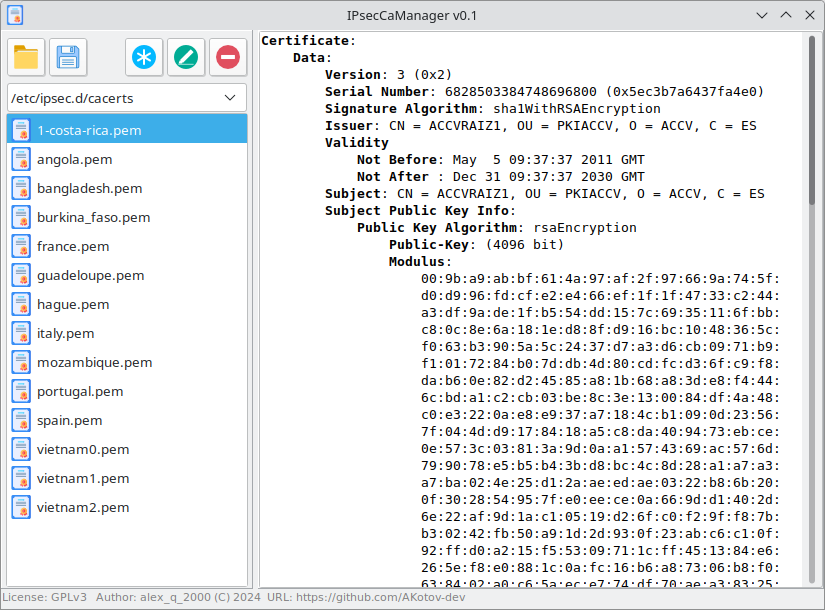 IPsecCaManager v0.1
/etc/ipsec.d/cacerts
1-costa-rica.pem
angola.pem
bangladesh.pem
burkina_faso.pem
france.pem
guadeloupe.pem
hague.pem
italy.pem
mozambique.pem
portugal.pem
spain.pem
vietnam0.pem
vietnam1.pem
vietnam2.pem
Certificate:
Data:
Version: 3 (0x2)
Serial Number: 6828503384748696800 (0x5ec3b7a6437fa4e0)
Signature Algorithm: sha1WithRSAEncryption
Issuer: CN = ACCVRAIZ1, OU = PKIACCV, O = ACCV, C = ES
Validity
Not Before: May  5 09:37:37 2011 GMT
Not After : Dec 31 09:37:37 2030 GMT
Subject: CN = ACCVRAIZ1, OU = PKIACCV, O = ACCV, C = ES
Subject Public Key Info:
Public Key Algorithm: rsaEncryption
Public-Key: (4096 bit)
Modulus:
00:9b:a9:ab:bf:61:4a:97:af:2f:97:66:9a:74:5f:
d0:d9:96:fd:cf:e2:e4:66:ef:1f:1f:47:33:c2:44:
a3:df:9a:de:1f:b5:54:dd:15:7c:69:35:11:6f:bb:
c8:0c:8e:6a:18:1e:d8:8f:d9:16:bc:10:48:36:5c:
f0:63:b3:90:5a:5c:24:37:d7:a3:d6:cb:09:71:b9:
f1:01:72:84:b0:7d:db:4d:80:cd:fc:d3:6f:c9:f8:
da:b6:0e:82:d2:45:85:a8:1b:68:a8:3d:e8:f4:44:
6c:bd:a1:c2:cb:03:be:8c:3e:13:00:84:df:4a:48:
c0:e3:22:0a:e8:e9:37:a7:18:4c:b1:09:0d:23:56:
7f:04:4d:d9:17:84:18:a5:c8:da:40:94:73:eb:ce:
0e:57:3c:03:81:3a:9d:0a:a1:57:43:69:ac:57:6d:
79:90:78:e5:b5:b4:3b:d8:bc:4c:8d:28:a1:a7:a3:
a7:ba:02:4e:25:d1:2a:ae:ed:ae:03:22:b8:6b:20:
0f:30:28:54:95:7f:e0:ee:ce:0a:66:9d:d1:40:2d:
6e:22:af:9d:1a:c1:05:19:d2:6f:c0:f2:9f:f8:7b:
b3:02:42:fb:50:a9:1d:2d:93:0f:23:ab:c6:c1:0f:
92:ff:d0:a2:15:f5:53:09:71:1c:ff:45:13:84:e6:
26:5e:f8:e0:88:1c:0a:fc:16:b6:a8:73:06:b8:f0:
63:84:02:a0:c6:5a:ec:e7:74:df:70:ae:a3:83:25:
License: GPLv3   Author: alex_q_2000 (C) 2024  URL: https://github.com/AKotov-dev